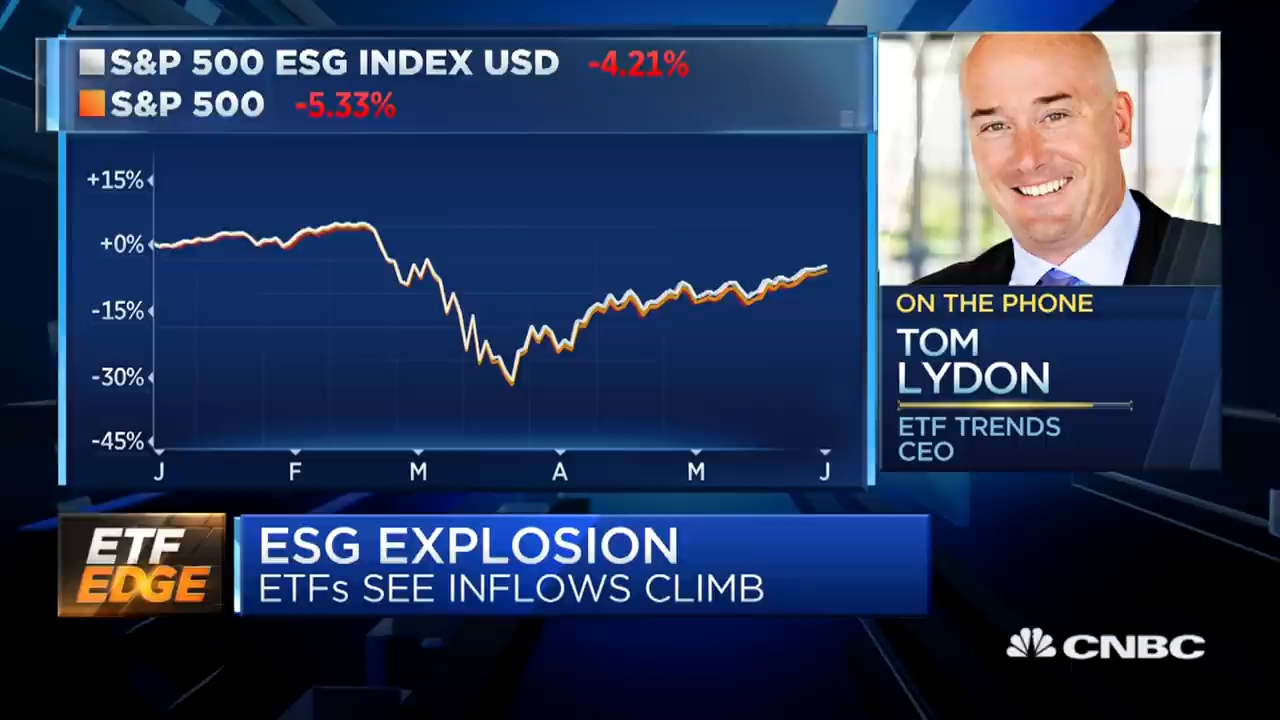 S&P 500 ESG INDEX USD -4.21%
S&P 500 -5.33%
+15%
+0%
-15%
-30%
-45%
J F M A M J
ON THE PHONE
TOM
LYDON
ETF TRENDS
CEO
ETF
EDGE
ESG EXPLOSION
ETFs SEE INFLOWS CLIMB
CNBC